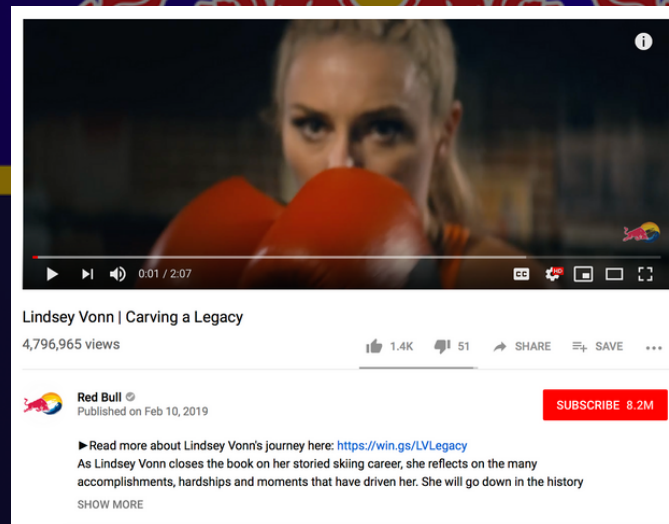 0:01 / 2:07
CC
HD
Lindsey Vonn | Carving a Legacy
4,796,965 views
1.4K 51 SHARE SAVE
Red Bull
Published on Feb 10, 2019
SUBSCRIBE 8.2M
►Read more about Lindsey Vonn's journey here: https://win.gs/LVLegacy
As Lindsey Vonn closes the book on her storied skiing career, she reflects on the many
accomplishments, hardships and moments that have driven her. She will go down in the history
SHOW MORE